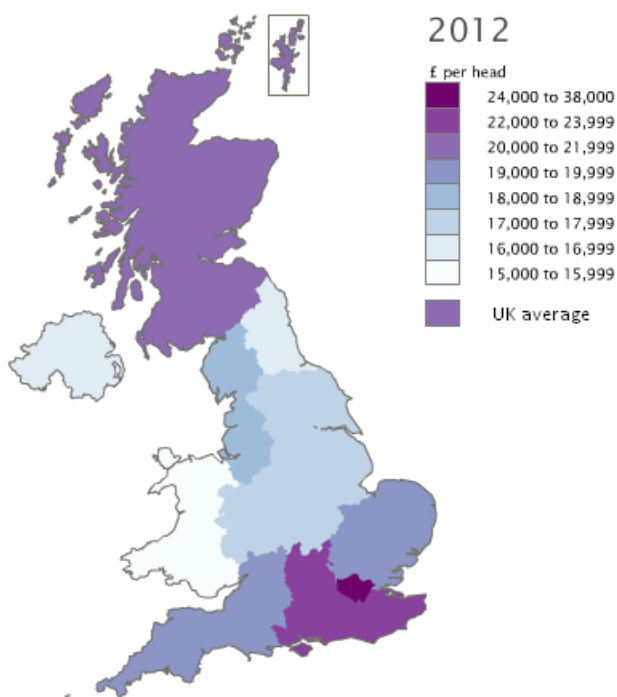 2012
£ per head
24,000 to 38,000
22,000 to 23,999
20,000 to 21,999
19,000 to 19,999
18,000 to 18,999
17,000 to 17,999
16,000 to 16,999
15,000 to 15,999
UK average